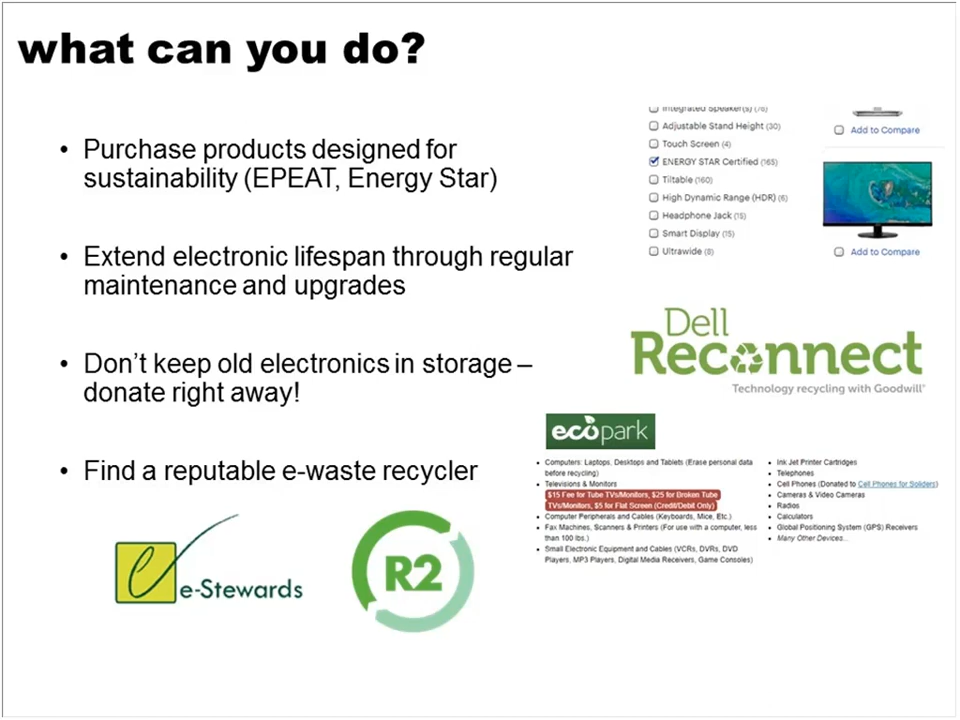 what can you do?
• Purchase products designed for
sustainability (EPEAT, Energy Star)
• Extend electronic lifespan through regular
maintenance and upgrades
• Don't keep old electronics in storage –
donate right away!
• Find a reputable e-waste recycler
e-Stewards
R2
Integrated Speaker(s) (76)
Adjustable Stand Height (30)
Touch Screen (4)
ENERGY STAR Certified (165)
Tiltable (160)
High Dynamic Range (HDR) (6)
Headphone Jack (15)
Smart Display (15)
Ultrawide (8)
Add to Compare
Add to Compare
Dell
Reconnect
Technology recycling with Goodwill®
ecopark
• Computers: Laptops, Desktops and Tablets (Erase personal data
before recycling)
• Televisions & Monitors
$15 Fee for Tube TVs/Monitors, $25 for Broken Tube
TVs/Monitors, $5 for Flat Screen (Credit/Debit Only)
• Computer Peripherals and Cables (Keyboards, Mice, Etc.)
• Fax Machines, Scanners & Printers (For use with a computer, less
than 100 lbs.)
• Small Electronic Equipment and Cables (VCRs, DVRs, DVD
Players, MP3 Players, Digital Media Receivers, Game Consoles)
• Ink Jet Printer Cartridges
• Telephones
• Cell Phones (Donated to Cell Phones for Soliders)
• Cameras & Video Cameras
• Radios
• Calculators
• Global Positioning System (GPS) Receivers
• Many Other Devices...